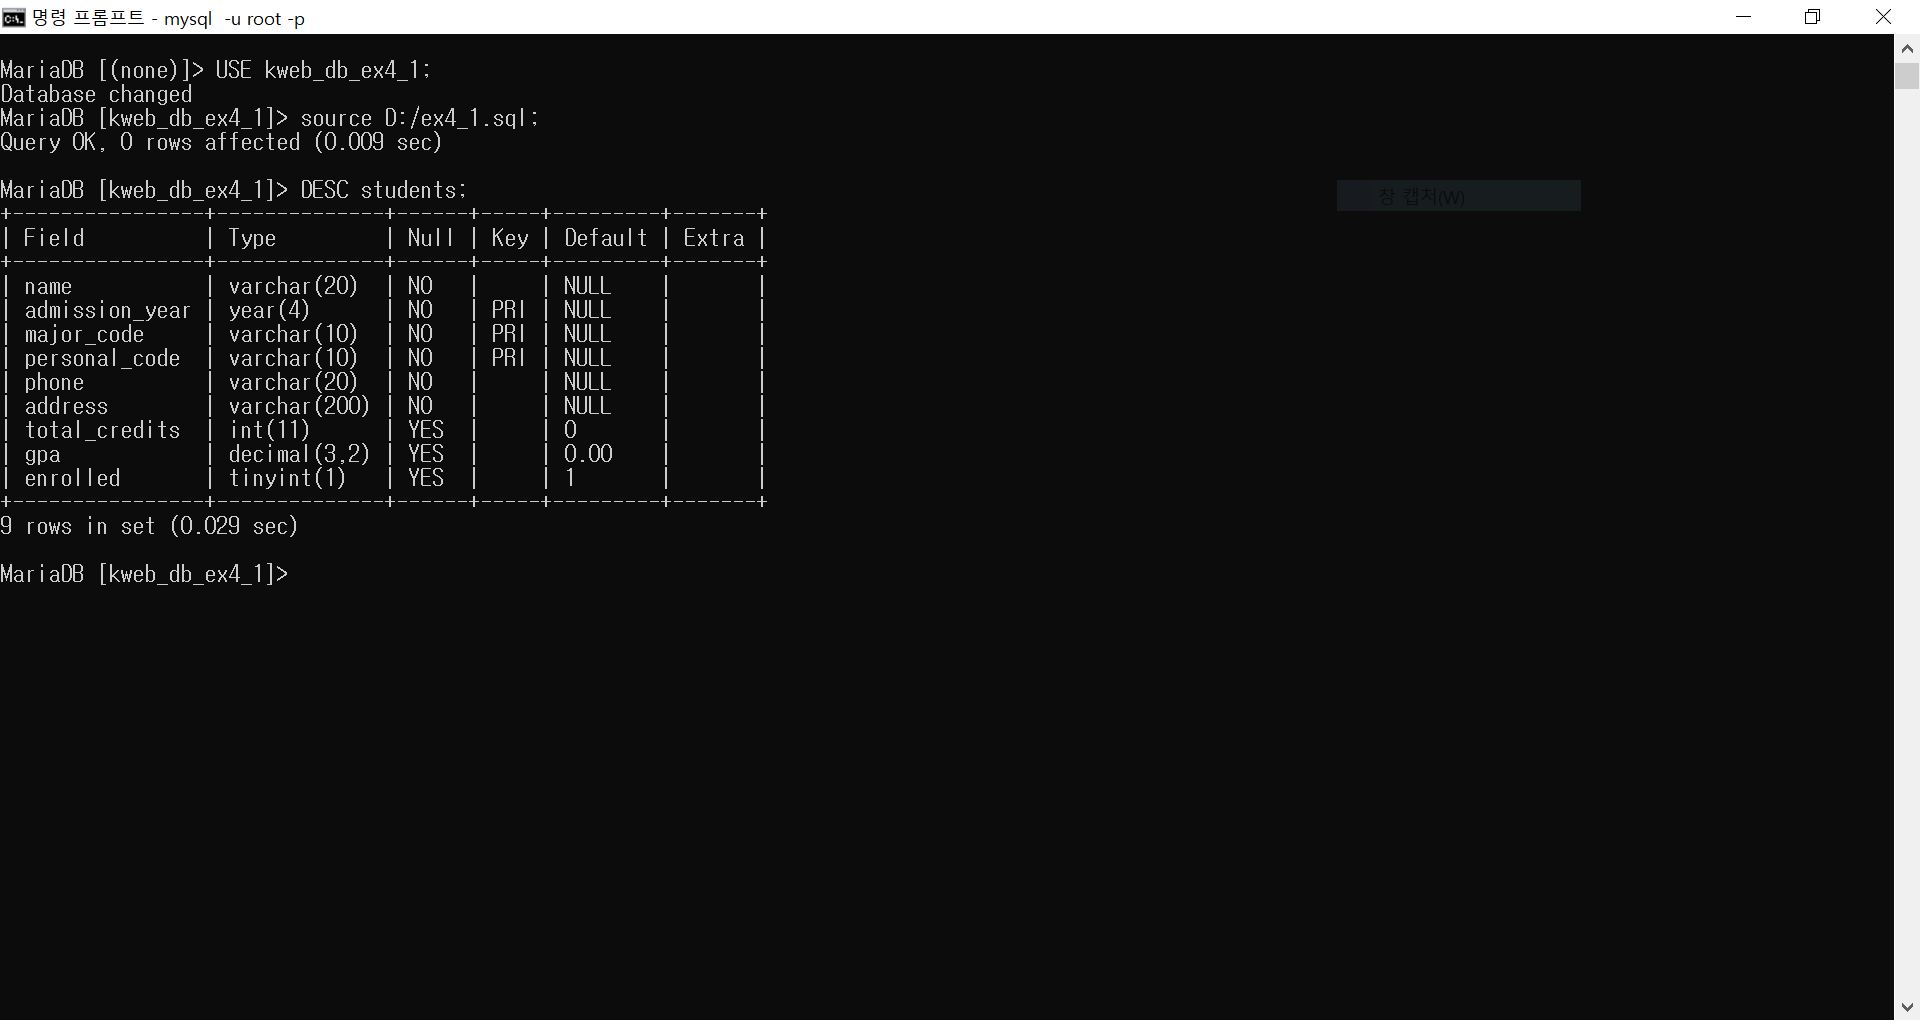 명령 프롬프트 - mysql  -u root -p
MariaDB [(none)]> USE kweb_db_ex4_1;
Database changed
MariaDB [kweb_db_ex4_1]> source D:/ex4_1.sql;
Query OK, 0 rows affected (0.009 sec)
MariaDB [kweb_db_ex4_1]> DESC students;
창 캡처(W)
+----------------+--------------+------+-----+---------+-------+
| Field          | Type         | Null | Key | Default | Extra |
+----------------+--------------+------+-----+---------+-------+
| name           | varchar(20)  | NO   |     | NULL    |       |
| admission_year | year(4)      | NO   | PRI | NULL    |       |
| major_code     | varchar(10)  | NO   | PRI | NULL    |       |
| personal_code  | varchar(10)  | NO   | PRI | NULL    |       |
| phone          | varchar(20)  | NO   |     | NULL    |       |
| address        | varchar(200) | NO   |     | NULL    |       |
| total_credits  | int(11)      | YES  |     | 0       |       |
| gpa            | decimal(3,2) | YES  |     | 0.00    |       |
| enrolled       | tinyint(1)   | YES  |     | 1       |       |
+----------------+--------------+------+-----+---------+-------+
9 rows in set (0.029 sec)
MariaDB [kweb_db_ex4_1]>